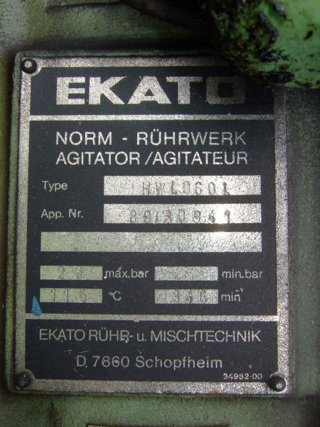 EKATO
NORM - RÜHRWERK
AGITATOR/AGITATEUR
Type HWL
App. Nr.
max.bar min.bar
°C min
EKATO RÜHR- u. MISCHTECHNIK
D 7860 Schopfheim
34952-00